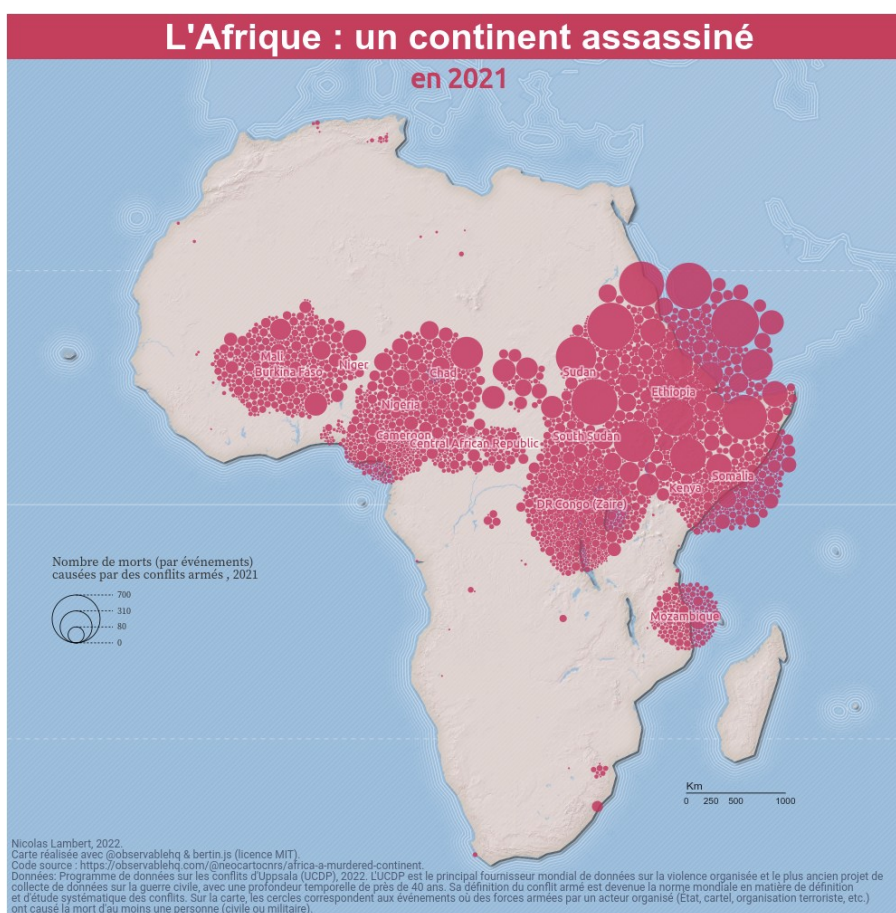 L'Afrique : un continent assassiné
en 2021
Mali
Niger
Burkina Faso
Chad
Sudan
Ethiopia
Nigeria
Cameroon
Central African Republic
South Sudan
Somalia
Kenya
DR Congo (Zaire)
Mozambique
Nombre de morts (par événements)
causées par des conflits armés , 2021
700
310
80
0
Km
0 250 500 1000
Nicolas Lambert, 2022.
Carte réalisée avec @observablehq & bertin.js (licence MIT).
Code source : https://observablehq.com/@neocartocnrs/africa-a-murdered-continent.
Données: Programme de données sur les conflits d'Uppsala (UCDP), 2022. L'UCDP est le principal fournisseur mondial de données sur la violence organisée et le plus ancien projet de
collecte de données sur la guerre civile, avec une profondeur temporelle de près de 40 ans. Sa définition du conflit armé est devenue la norme mondiale en matière de définition
et d'étude systématique des conflits. Sur la carte, les cercles correspondent aux événements où des forces armées par un acteur organisé (État, cartel, organisation terroriste, etc.)
ont causé la mort d'au moins une personne (civile ou militaire).